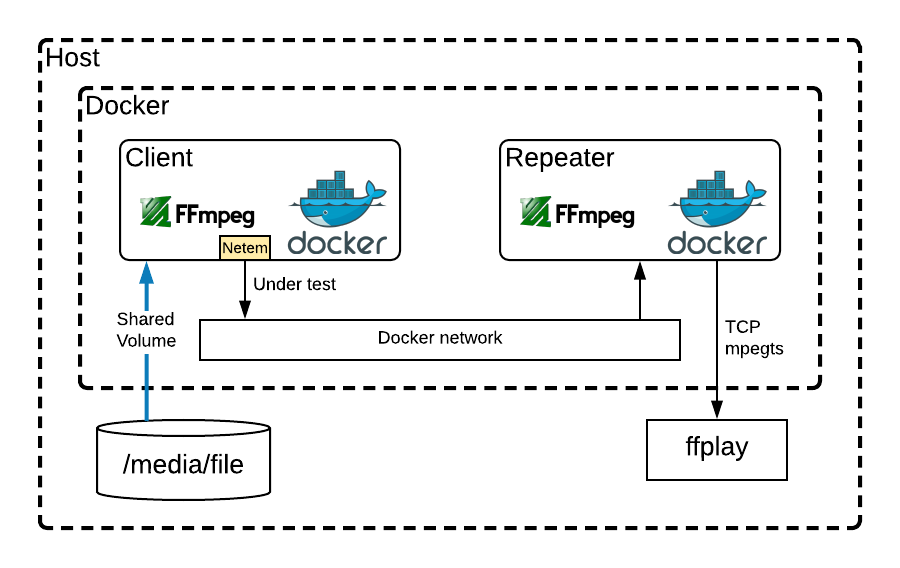 Host
Docker
Client
FFmpeg
docker
Netem
Repeater
FFmpeg
docker
Under test
Shared
Volume
Docker network
TCP
mpegts
/media/file
ffplay